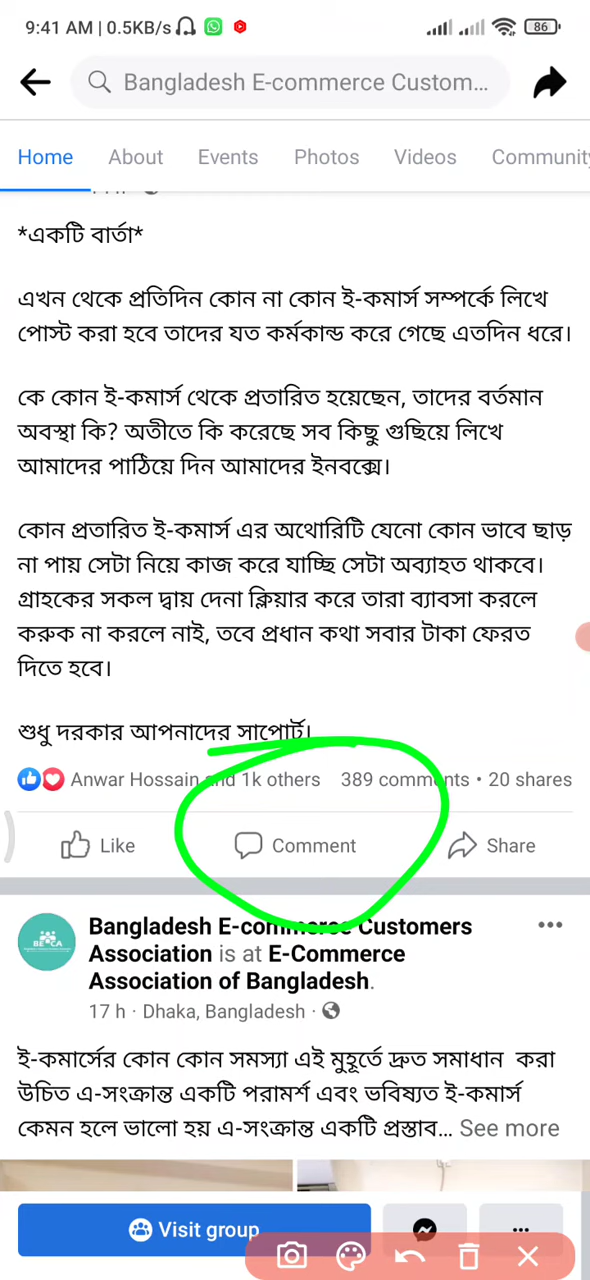 9:41 AM | 0.5KB/s
86
Bangladesh E-commerce Custom...
Home About Events Photos Videos Community
*একটি বার্তা*
এখন থেকে প্রতিদিন কোন না কোন ই-কমার্স সম্পর্কে লিখে
পোস্ট করা হবে তাদের যত কর্মকান্ড করে গেছে এতদিন ধরে।
কে কোন ই-কমার্স থেকে প্রতারিত হয়েছেন, তাদের বর্তমান
অবস্থা কি? অতীতে কি করেছে সব কিছু গুছিয়ে লিখে
আমাদের পাঠিয়ে দিন আমাদের ইনবক্সে।
কোন প্রতারিত ই-কমার্স এর অথোরিটি যেনো কোন ভাবে ছাড়
না পায় সেটা নিয়ে কাজ করে যাচ্ছি সেটা অব্যাহত থাকবে।
গ্রাহকের সকল দ্বায় দেনা ক্লিয়ার করে তারা ব্যাবসা করলে
করুক না করলে নাই, তবে প্রধান কথা সবার টাকা ফেরত
দিতে হবে।
শুধু দরকার আপনাদের সাপোর্ট।
Anwar Hossain and 1k others 389 comments • 20 shares
Like Comment Share
Bangladesh E-commerce Customers
Association is at E-Commerce
Association of Bangladesh.
17 h · Dhaka, Bangladesh ·
ই-কমার্সের কোন কোন সমস্যা এই মুহূর্তে দ্রুত সমাধান করা
উচিত এ-সংক্রান্ত একটি পরামর্শ এবং ভবিষ্যত ই-কমার্স
কেমন হলে ভালো হয় এ-সংক্রান্ত একটি প্রস্তাব... See more
Visit group